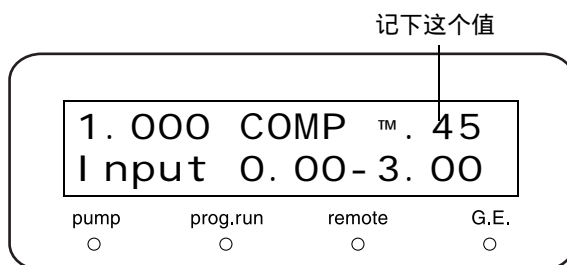 记下这个值
1.000 COMP ™.45
Input 0.00-3.00
pump prog.run remote G.E.